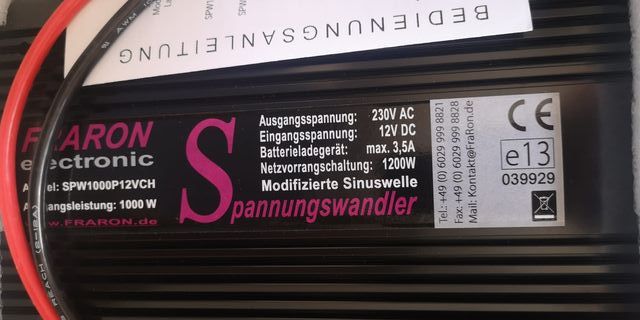 BEDIENUNGSANLEITUNG
SPW1
FRARON
electronic
SPW1000P12VCH
1000 W
www.FRARON.de
Spannungswandler
Ausgangsspannung: 230V AC
Eingangsspannung: 12V DC
Batterieladegerät: max. 3,5A
Netzvorrangschaltung: 1200W
Modifizierte Sinuswelle
Tel.: +49 (0) 6029 999 8821
Fax: +49 (0) 6029 999 8828
Mail: Kontakt@FraRon.de
CE
e13
039929
AWM